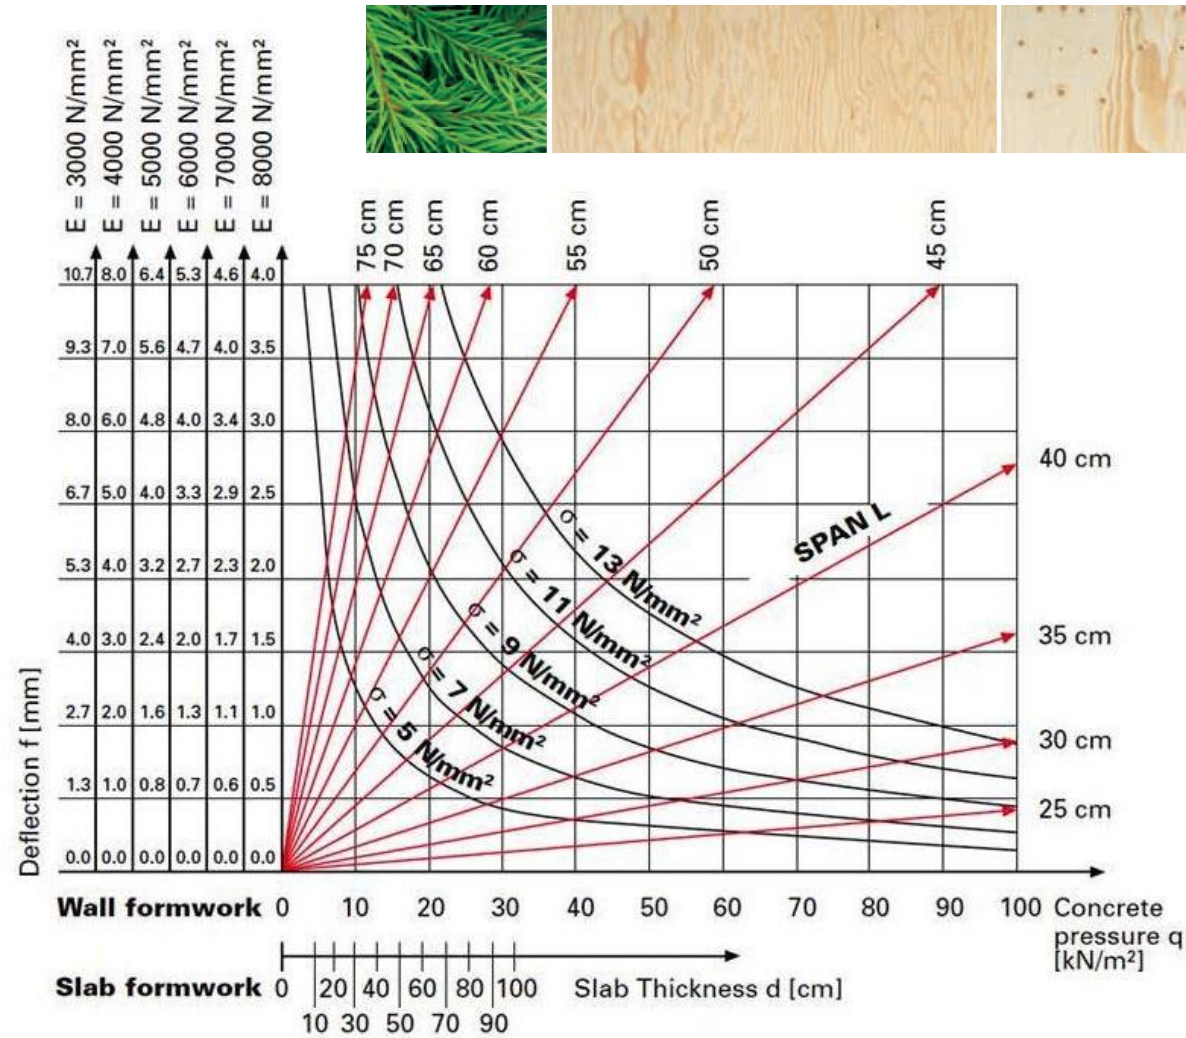 E = 3000 N/mm²
E = 4000 N/mm²
E = 5000 N/mm²
E = 6000 N/mm²
E = 7000 N/mm²
E = 8000 N/mm²
75 cm
70 cm
65 cm
60 cm
55 cm
50 cm
45 cm
10.7 8.0 6.4 5.3 4.6 4.0
9.3 7.0 5.6 4.7 4.0 3.5
8.0 6.0 4.8 4.0 3.4 3.0
6.7 5.0 4.0 3.3 2.9 2.5
5.3 4.0 3.2 2.7 2.3 2.0
4.0 3.0 2.4 2.0 1.7 1.5
2.7 2.0 1.6 1.3 1.1 1.0
1.3 1.0 0.8 0.7 0.6 0.5
0.0 0.0 0.0 0.0 0.0 0.0
Deflection f [mm]
40 cm
35 cm
30 cm
25 cm
SPAN L
σ = 13 N/mm²
σ = 11 N/mm²
σ = 9 N/mm²
σ = 7 N/mm²
σ = 5 N/mm²
Wall formwork 0 10 20 30 40 50 60 70 80 90 100 Concrete
pressure q
[kN/m²]
Slab formwork 0 20 40 60 80 100 Slab Thickness d [cm]
10 30 50 70 90